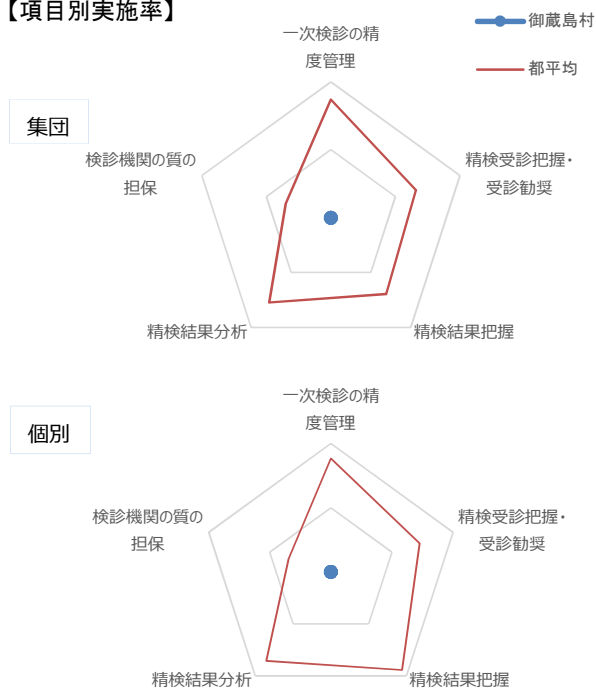 【項目別実施率】
御蔵島村
都平均
集団
一次検診の精
度管理
精検受診把握・
受診勧奨
精検結果把握
精検結果分析
検診機関の質の
担保
個別
一次検診の精
度管理
精検受診把握・
受診勧奨
精検結果把握
精検結果分析
検診機関の質の
担保